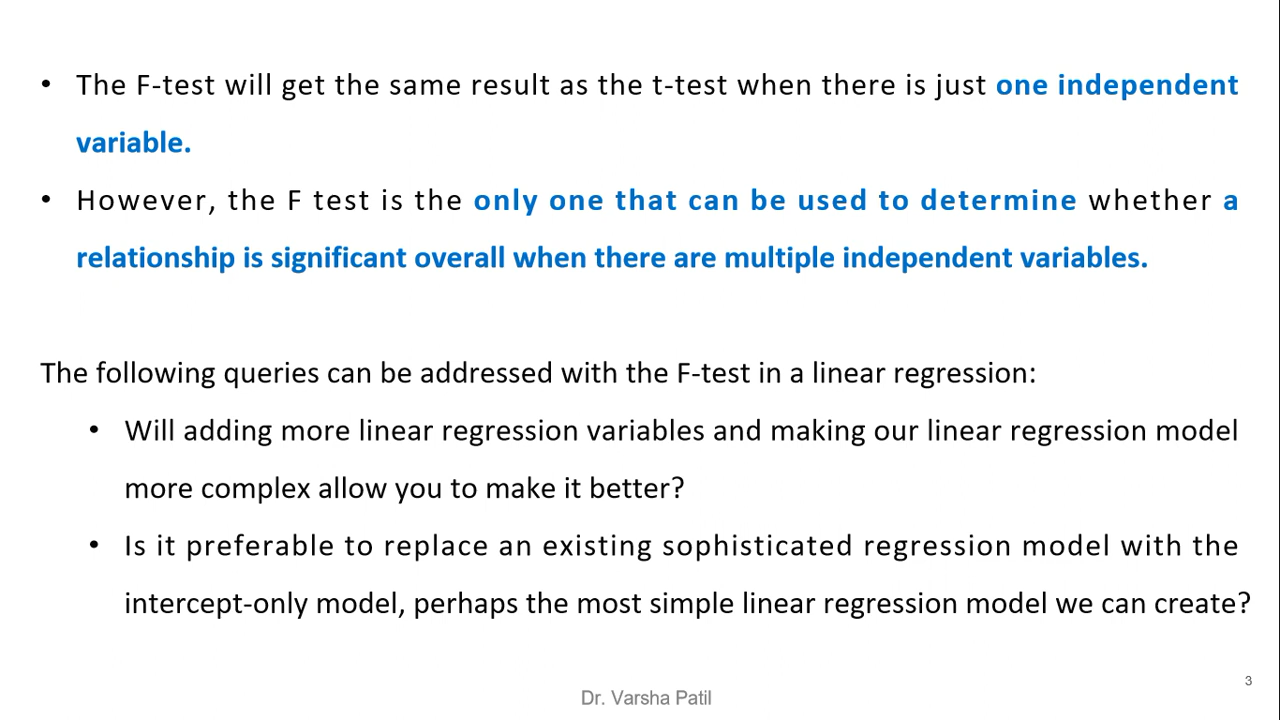 • The F-test will get the same result as the t-test when there is just one independent
variable.
• However, the F test is the only one that can be used to determine whether a
relationship is significant overall when there are multiple independent variables.
The following queries can be addressed with the F-test in a linear regression:
• Will adding more linear regression variables and making our linear regression model
more complex allow you to make it better?
• Is it preferable to replace an existing sophisticated regression model with the
intercept-only model, perhaps the most simple linear regression model we can create?
3
Dr. Varsha Patil